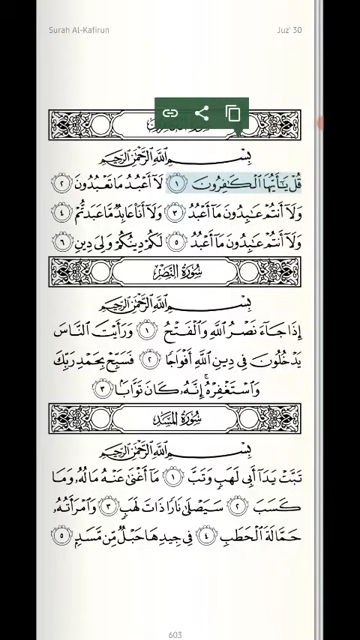 Surah Al-Kafirun
Juz' 30
بِسْمِ ٱللَّهِ ٱلرَّحْمَٰنِ ٱلرَّحِيمِ
قُلْ يَٰٓأَيُّهَا ٱلْكَٰفِرُونَ ١ لَآ أَعْبُدُ مَا تَعْبُدُونَ ٢
وَلَآ أَنتُمْ عَٰبِدُونَ مَآ أَعْبُدُ ٣ وَلَآ أَنَا۠ عَابِدٌ مَّا عَبَدتُّمْ ٤
وَلَآ أَنتُمْ عَٰبِدُونَ مَآ أَعْبُدُ ٥ لَكُمْ دِينُكُمْ وَلِيَ دِينِ ٦
سُورَةُ النَّصْرِ
بِسْمِ ٱللَّهِ ٱلرَّحْمَٰنِ ٱلرَّحِيمِ
إِذَا جَآءَ نَصْرُ ٱللَّهِ وَٱلْفَتْحُ ١ وَرَأَيْتَ ٱلنَّاسَ
يَدْخُلُونَ فِي دِينِ ٱللَّهِ أَفْوَاجًا ٢ فَسَبِّحْ بِحَمْدِ رَبِّكَ
وَٱسْتَغْفِرْهُ ۚ إِنَّهُۥ كَانَ تَوَّابًۢا ٣
سُورَةُ المَسَدِ
بِسْمِ ٱللَّهِ ٱلرَّحْمَٰنِ ٱلرَّحِيمِ
تَبَّتْ يَدَآ أَبِي لَهَبٍ وَتَبَّ ١ مَآ أَغْنَىٰ عَنْهُ مَالُهُۥ وَمَا
كَسَبَ ٢ سَيَصْلَىٰ نَارًا ذَاتَ لَهَبٍ ٣ وَٱمْرَأَتُهُۥ
حَمَّالَةَ ٱلْحَطَبِ ٤ فِي جِيدِهَا حَبْلٌ مِّن مَّسَدٍۭ ٥
603